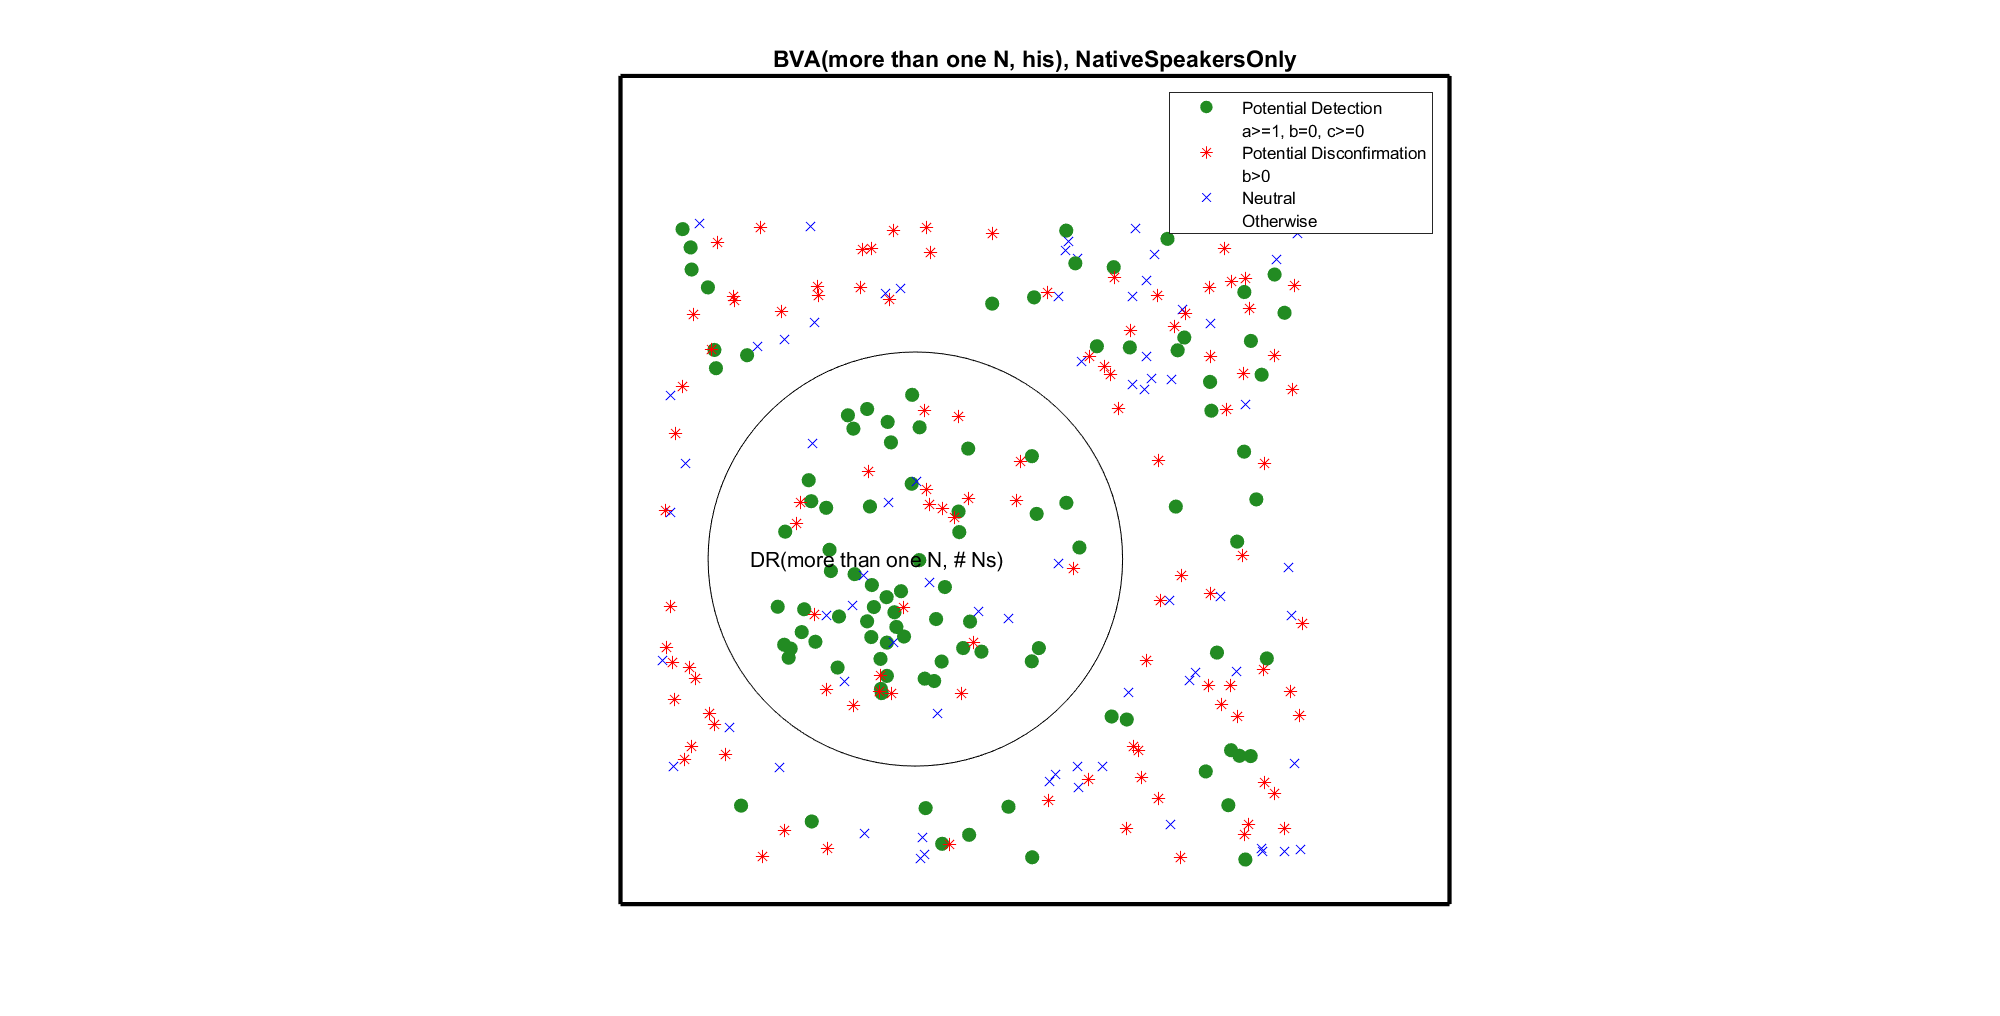 BVA(more than one N, his), NativeSpeakersOnly
Potential Detection
a>=1, b=0, c>=0
Potential Disconfirmation
b>0
Neutral
Otherwise
DR(more than one N, # Ns)